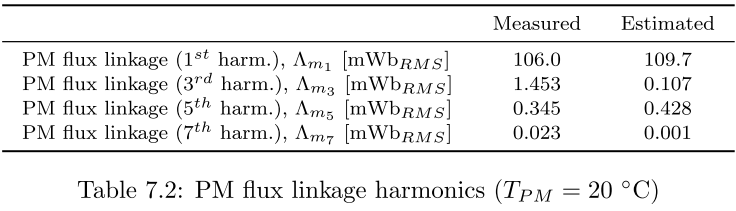 Measured Estimated
PM flux linkage (1st harm.), Λm1 [mWbRMS] 106.0 109.7
PM flux linkage (3rd harm.), Λm3 [mWbRMS] 1.453 0.107
PM flux linkage (5th harm.), Λm5 [mWbRMS] 0.345 0.428
PM flux linkage (7th harm.), Λm7 [mWbRMS] 0.023 0.001
Table 7.2: PM flux linkage harmonics (TPM = 20 °C)